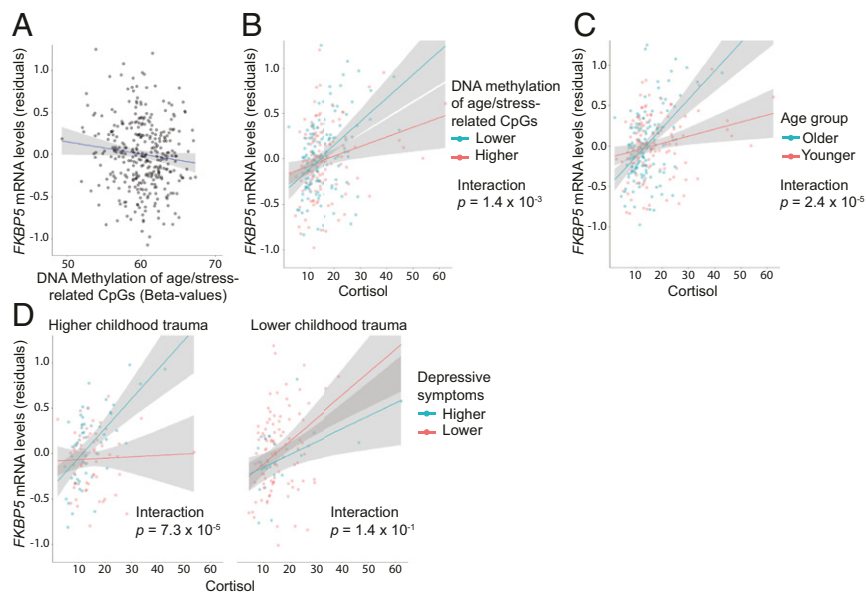 A
FKBP5 mRNA levels (residuals)
1.0
0.5
0.0
-0.5
-1.0
50
60
70
DNA Methylation of age/stress-
related CpGs (Beta-values)
B
FKBP5 mRNA levels (residuals)
1.0
0.5
0.0
-0.5
-1.0
10 20 30 40 50 60
Cortisol
DNA methylation
of age/stress-
related CpGs
Lower
Higher
Interaction
p = 1.4 x 10-3
C
FKBP5 mRNA levels (residuals)
1.0
0.5
0.0
-0.5
-1.0
10 20 30 40 50 60
Cortisol
Age group
Older
Younger
Interaction
p = 2.4 x 10-5
D
Higher childhood trauma
Lower childhood trauma
FKBP5 mRNA levels (residuals)
1.0
0.5
0.0
-0.5
-1.0
Interaction
p = 7.3 x 10-5
Interaction
p = 1.4 x 10-1
10 20 30 40 50 60
10 20 30 40 50 60
Cortisol
Depressive
symptoms
Higher
Lower